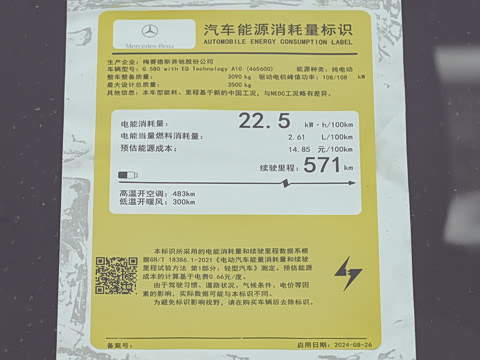 汽车能源消耗量标识
AUTOMOBILE ENERGY CONSUMPTION LABEL
Mercedes-Benz
生产企业：梅赛德斯奔驰股份公司
车辆型号：G 580 with EQ Technology A1G (465600) 能源种类：纯电动
整车整备质量： 3090 kg 驱动电机峰值功率：108/108 kW
最大设计总质量： 3500 kg
其他信息：本车型能耗、里程基于新的中国工况，与NEDC工况略有差异。
电能消耗量： 22.5 kW·h/100km
电能当量燃料消耗量： 2.61 L/100km
预估能源成本： 14.85 元/100km
续驶里程：571km
高温开空调：483km
低温开暖风：300km
本标识所采用的电能消耗量和续驶里程数据系根
据GB/T 18386.1-2021《电动汽车能量消耗量和续驶
里程试验方法 第1部分：轻型汽车》测定。预估能源
成本的计算基于电费0.66元/度。
由于驾驶习惯、道路状况、气候条件、电价等因
素的影响，实际数据可能与本标识不同。
为避免标识影响视野，请在购买车辆后去除标识。
备案号：
启用日期：2024-08-26